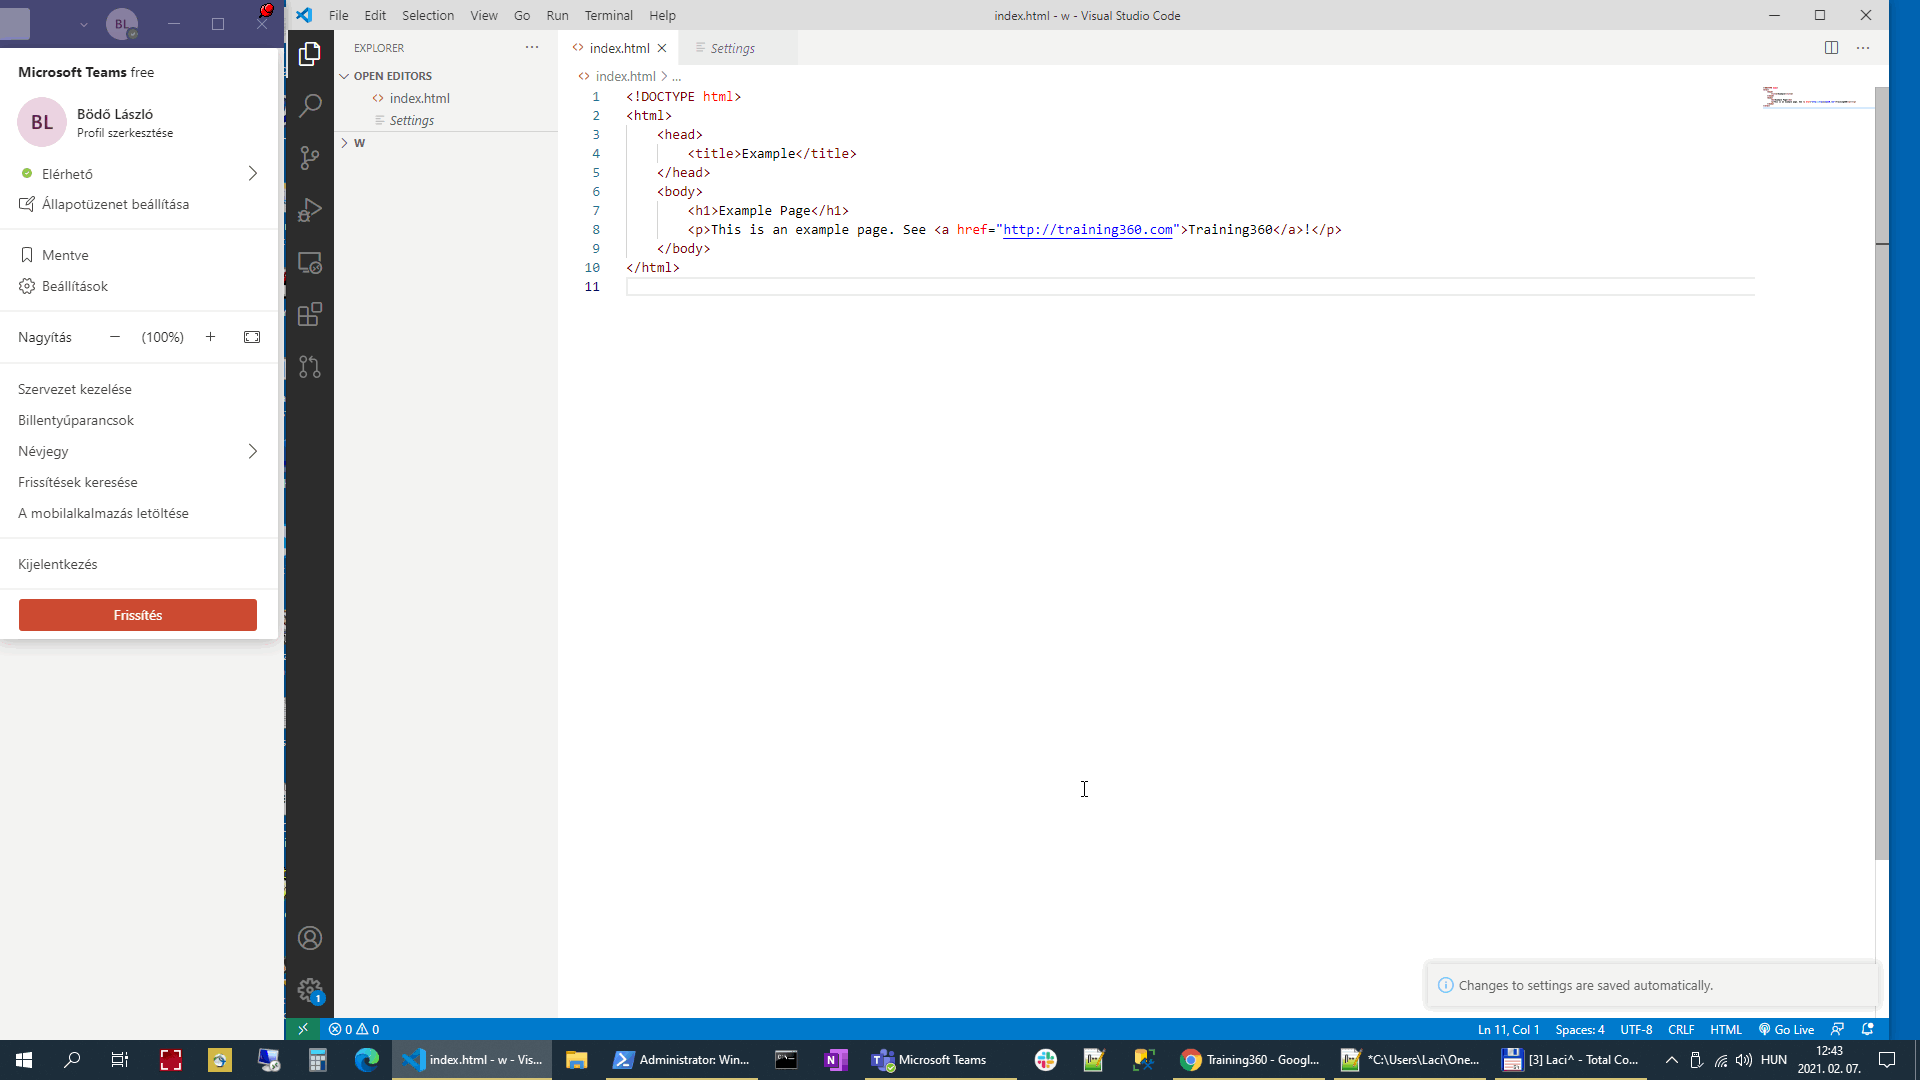 BL
Microsoft Teams free
BL
Bödő László
Profil szerkesztése
Elérhető
Állapotüzenet beállítása
Mentve
Beállítások
Nagyítás
(100%)
Szervezet kezelése
Billentyűparancsok
Névjegy
Frissítések keresése
A mobilalkalmazás letöltése
Kijelentkezés
Frissítés
File Edit Selection View Go Run Terminal Help
index.html - w - Visual Studio Code
EXPLORER
OPEN EDITORS
index.html
Settings
W
1
index.html
Settings
index.html > ...
1 <!DOCTYPE html>
2 <html>
3 <head>
4 <title>Example</title>
5 </head>
6 <body>
7 <h1>Example Page</h1>
8 <p>This is an example page. See <a href="http://training360.com">Training360</a>!</p>
9 </body>
10 </html>
11
Changes to settings are saved automatically.
0 0
Ln 11, Col 1 Spaces: 4 UTF-8 CRLF HTML Go Live
index.html - w - Vis...
Administrator: Win...
Microsoft Teams
Training360 - Googl...
*C:\Users\Laci\One...
[3] Laci^ - Total Co...
HUN
12:43
2021. 02. 07.